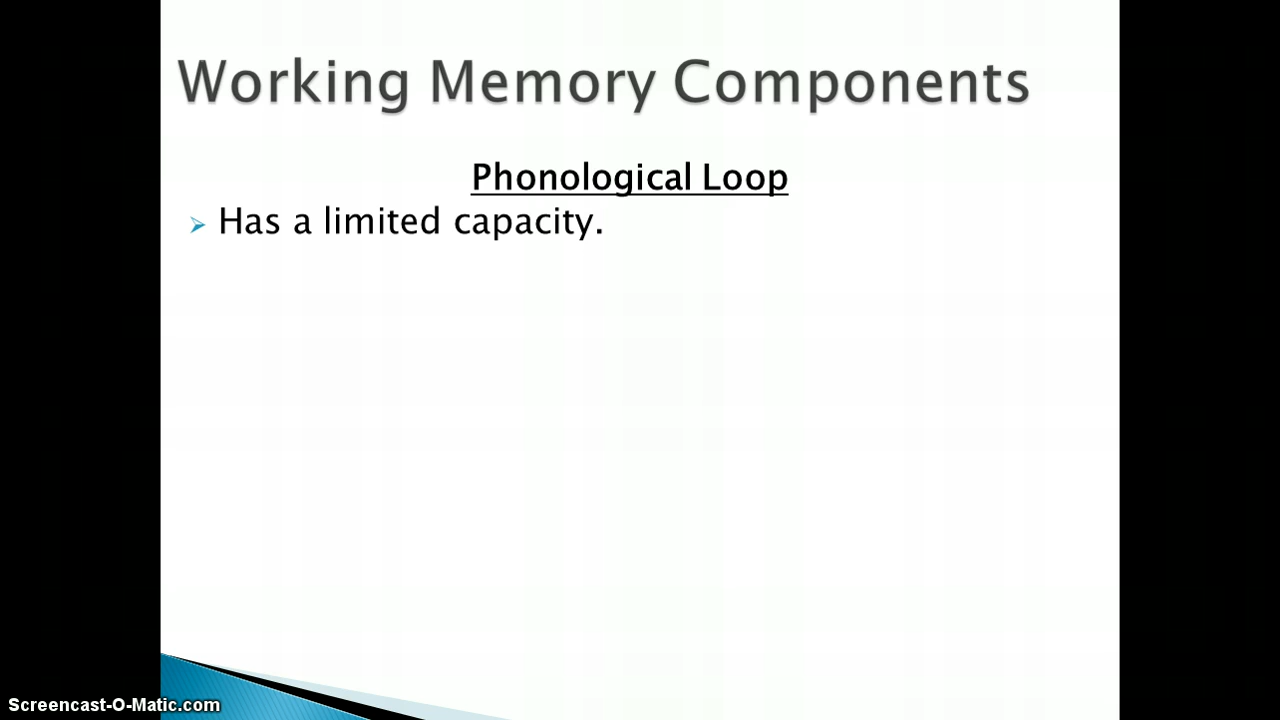 Working Memory Components
Phonological Loop
Has a limited capacity.
Screencast-O-Matic.com